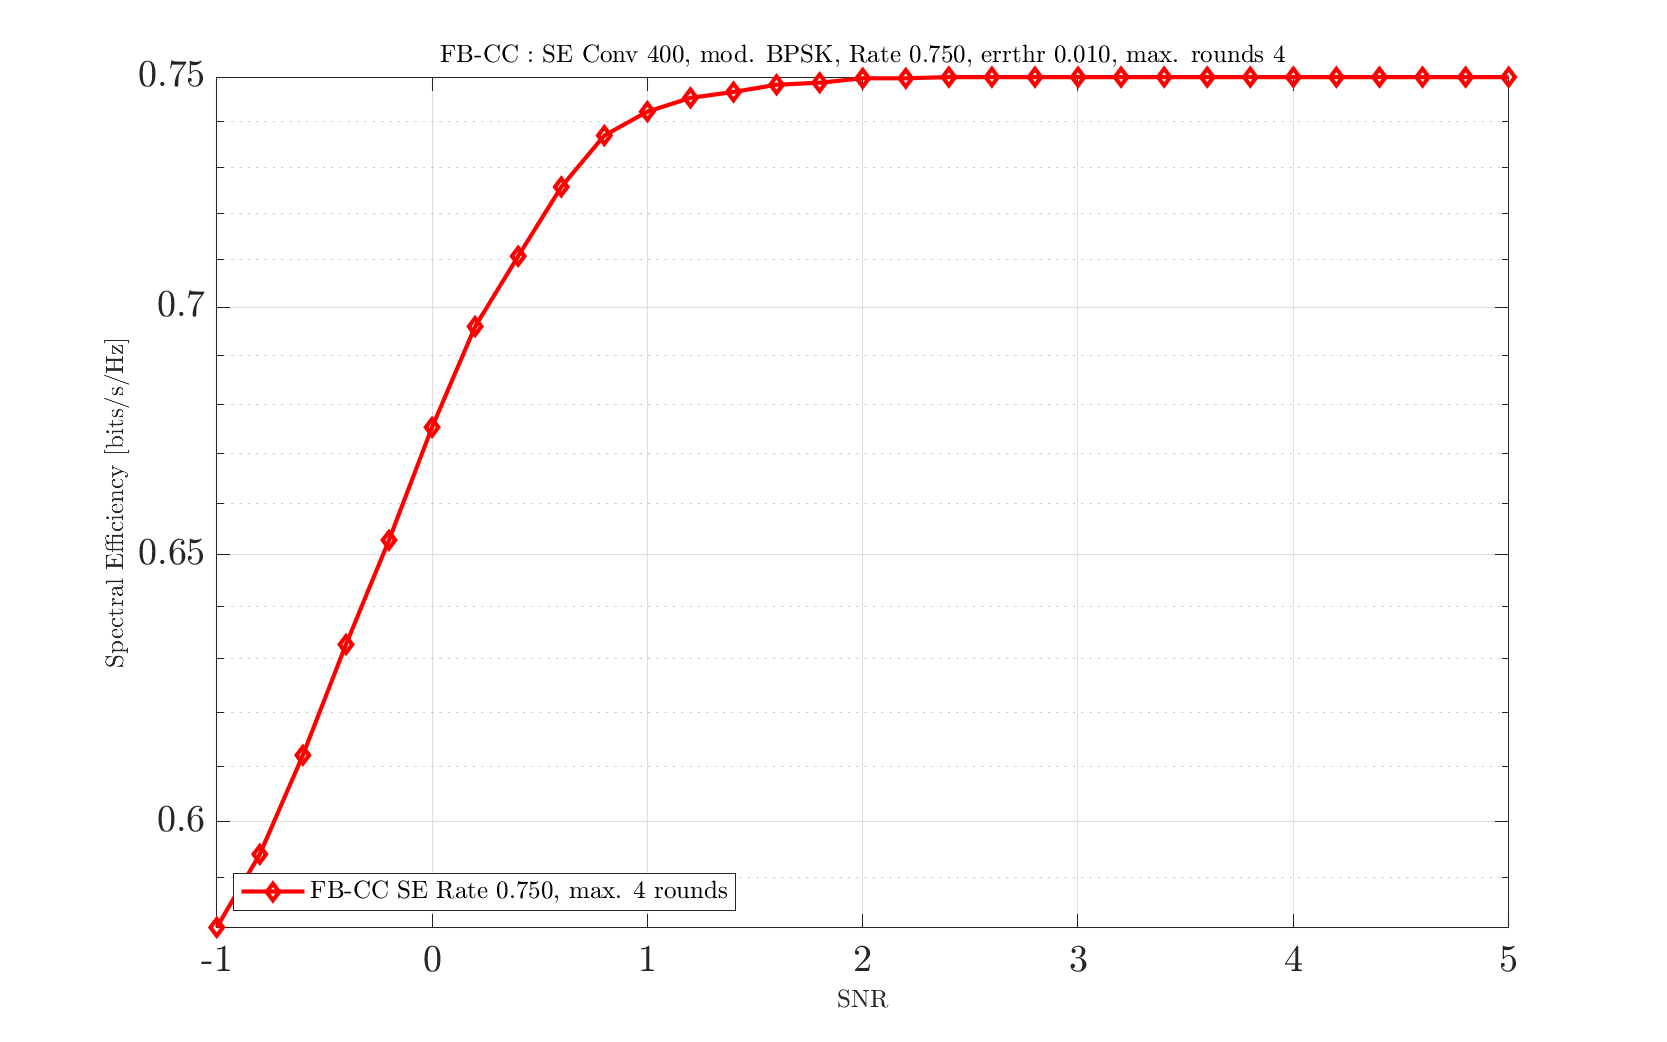 FB-CC : SE Conv 400, mod. BPSK, Rate 0.750, errthr 0.010, max. rounds 4
0.75
0.7
0.65
0.6
Spectral Efficiency [bits/s/Hz]
FB-CC SE Rate 0.750, max. 4 rounds
-1 0 1 2 3 4 5
SNR